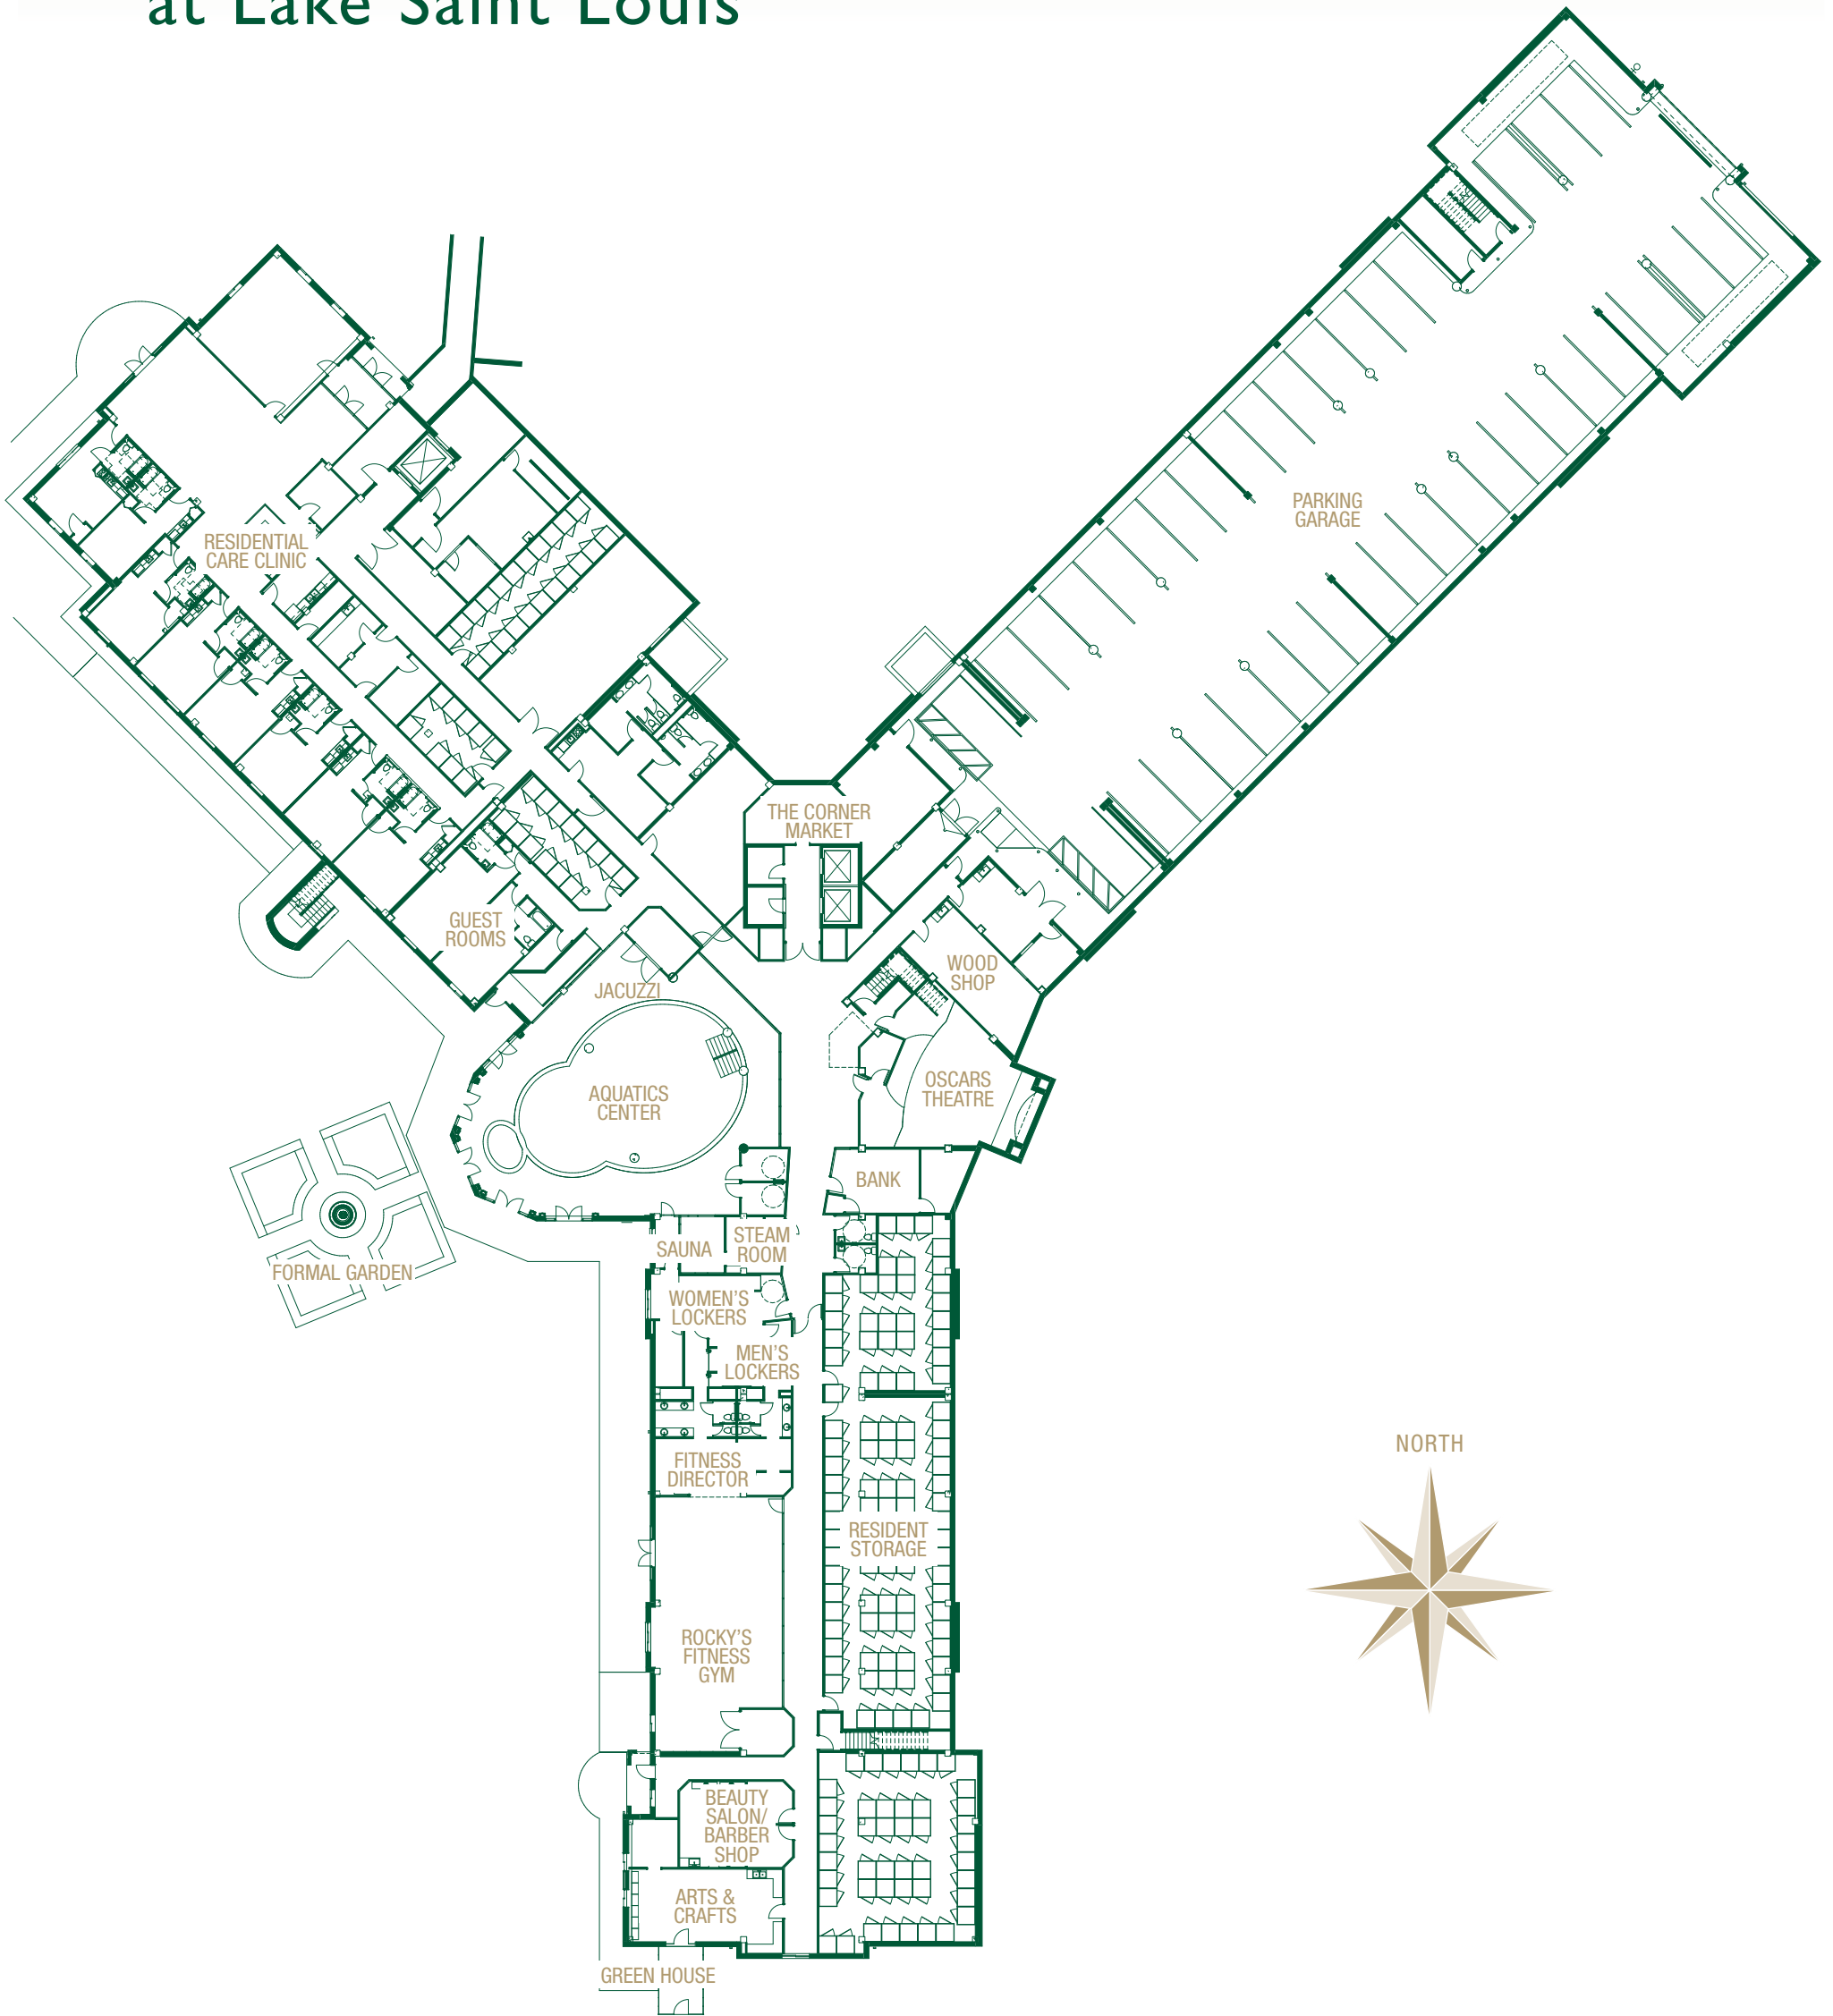 at Lake Saint Louis
PARKING
GARAGE
RESIDENTIAL
CARE CLINIC
THE CORNER
MARKET
GUEST
ROOMS
WOOD
SHOP
JACUZZI
OSCARS
THEATRE
AQUATICS
CENTER
BANK
STEAM
ROOM
SAUNA
FORMAL GARDEN
WOMEN'S
LOCKERS
MEN'S
LOCKERS
NORTH
FITNESS
DIRECTOR
RESIDENT
STORAGE
ROCKY'S
FITNESS
GYM
BEAUTY
SALON/
BARBER
SHOP
ARTS &
CRAFTS
GREEN HOUSE